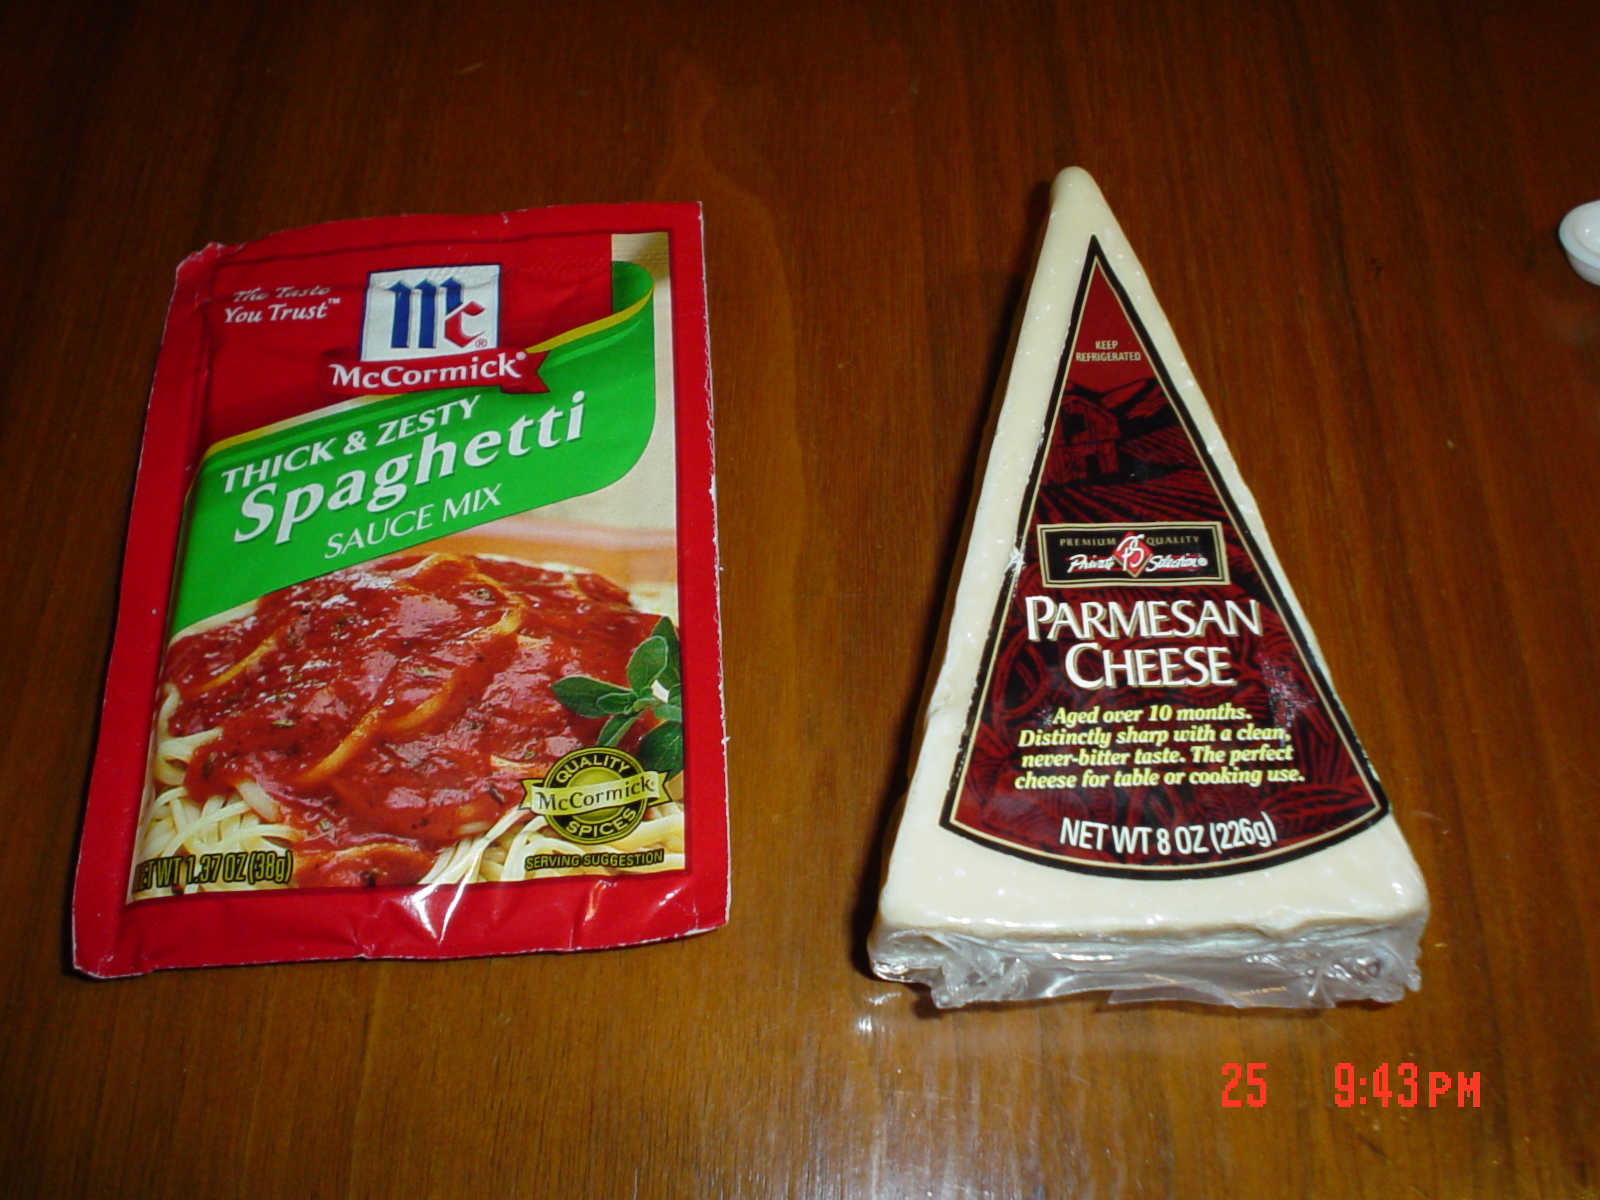 The Taste
You Trust™
Mc®
McCormick®
THICK & ZESTY
Spaghetti
SAUCE MIX
QUALITY
McCormick®
SPICES
NET WT 1.37 OZ (38g)
SERVING SUGGESTION
KEEP
REFRIGERATED
PREMIUM QUALITY
Private PS Selection®
PARMESAN
CHEESE
Aged over 10 months.
Distinctly sharp with a clean,
never-bitter taste. The perfect
cheese for table or cooking use.
NET WT 8 OZ (226g)
25 9:43PM